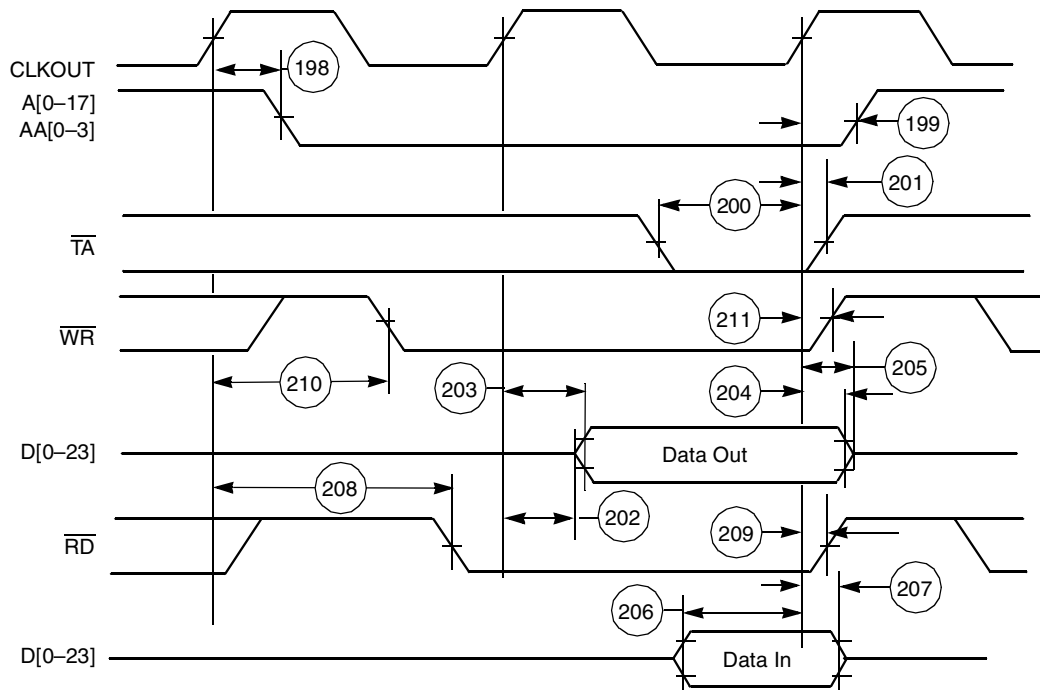 CLKOUT
198
A[0–17]
AA[0–3]
199
200
201
TA
WR
211
210
203
204
205
D[0–23]
Data Out
208
202
209
RD
206
207
D[0–23]
Data In